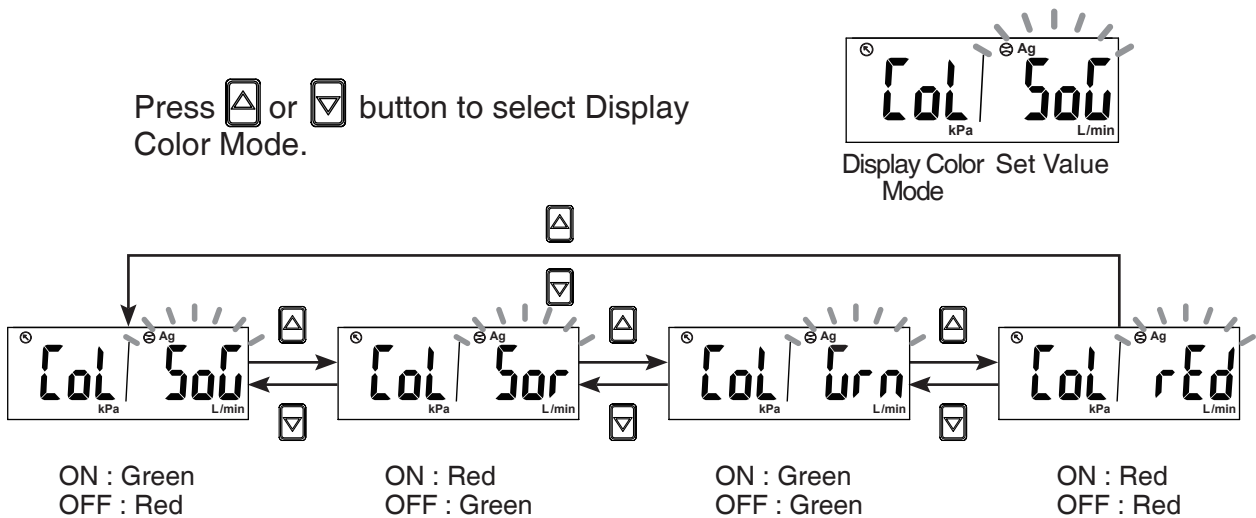 Press △ or ▽ button to select Display
Color Mode.
Ag
CoL SoG
kPa L/min
Display Color Mode
Set Value
△
▽
Ag Ag Ag Ag
CoL SoG △ CoL Sor △ CoL Grn △ CoL rEd
kPa L/min kPa L/min kPa L/min kPa L/min
▽ ▽ ▽
ON : Green ON : Red ON : Green ON : Red
OFF : Red OFF : Green OFF : Green OFF : Red